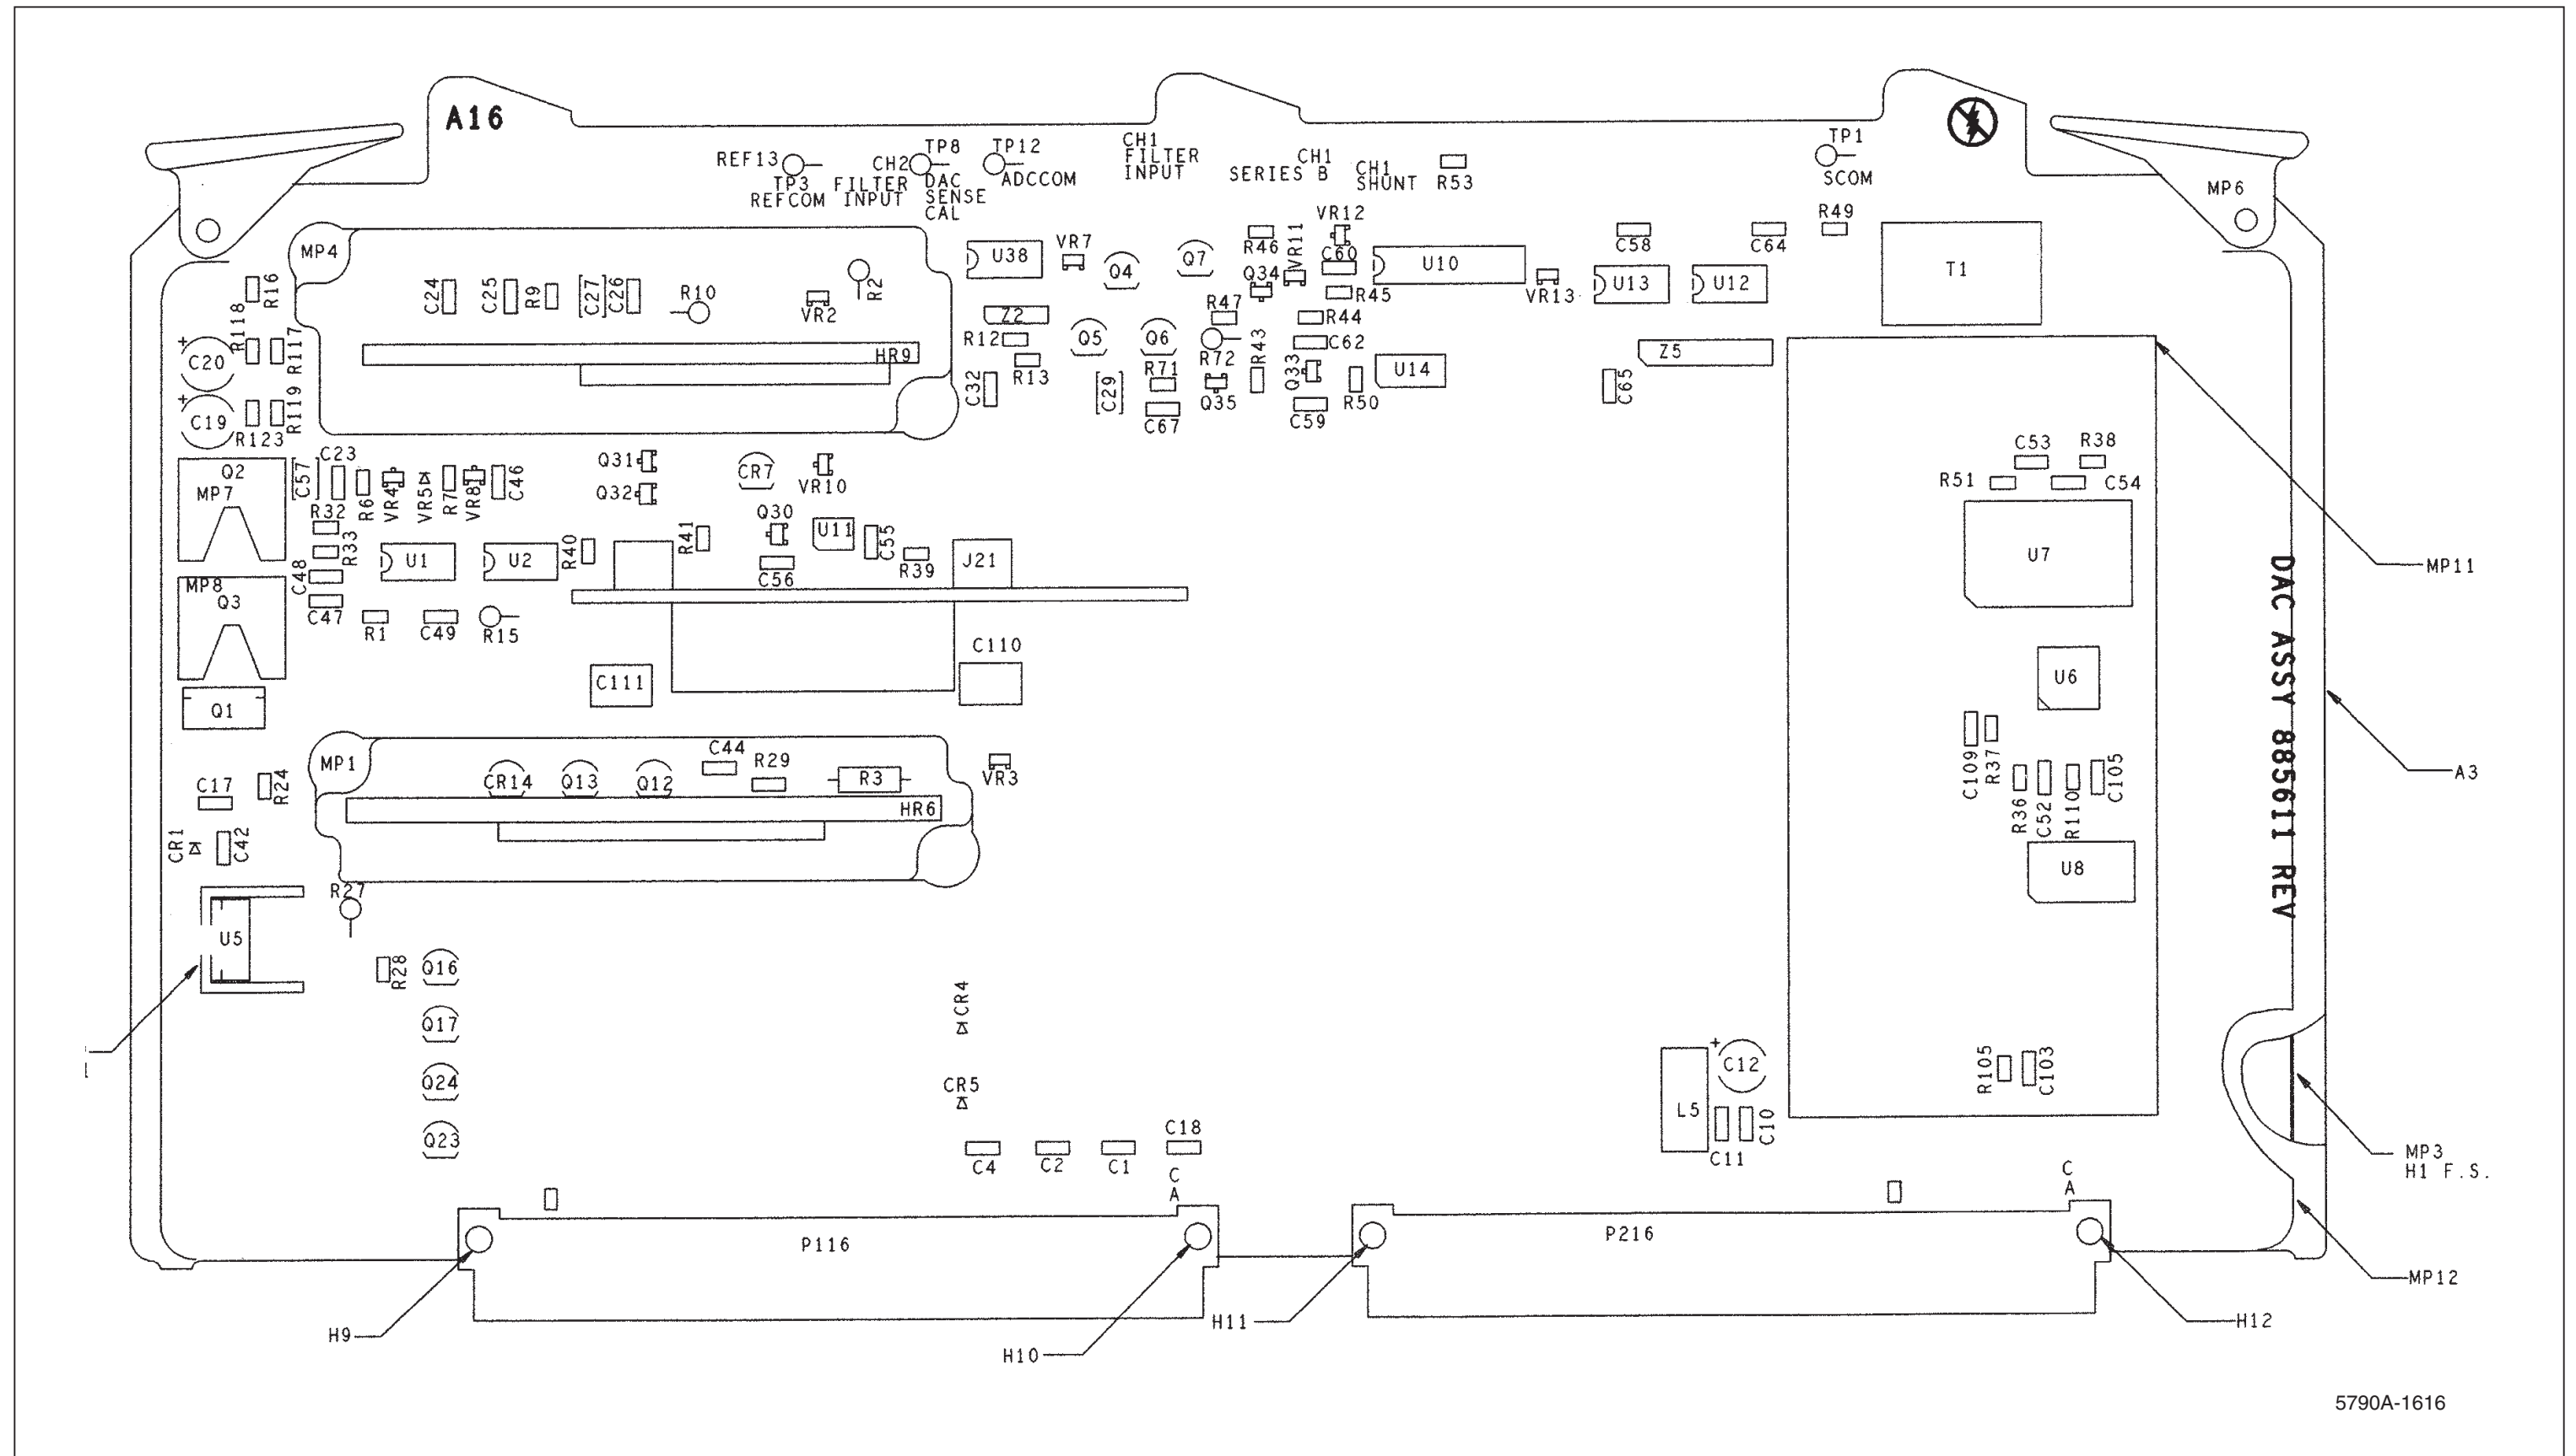 A16
REF13
TP3
REFCOM
CH2
FILTER
INPUT
TP8
DAC
SENSE
CAL
TP12
ADCCOM
CH1
FILTER
INPUT
SERIES B
CH1
CH1
SHUNT
R53
TP1
SCOM
MP6
MP4
R16
R118
R117
C20
C19
R119
R123
C24
C25
R9
C27
C26
R10
VR2
R2
HR9
U38
VR7
Q4
Q7
Z2
R12
R13
C32
Q5
Q6
R71
C29
C67
R46
VR11
VR12
C60
Q34
R47
R45
R44
C62
R72
R43
Q33
Q35
C59
R50
U10
U14
VR13
C58
C64
R49
U13
U12
T1
Z5
C65
Q2
MP7
C57
C23
R6
VR4
VR5
R7
VR8
C46
R32
R33
C48
C47
U1
U2
R40
R1
C49
R15
MP8
Q3
Q1
Q31
Q32
CR7
VR10
Q30
R41
U11
C55
C56
R39
J21
C111
C110
C53
R38
R51
C54
U7
MP11
U6
C109
R37
R36
C52
R110
C105
U8
DAC ASSY 885611 REV
A3
MP1
CR14
Q13
Q12
C44
R29
R3
HR6
VR3
C17
R24
CR1
C42
R27
U5
R28
Q16
Q17
Q24
Q23
CR4
CR5
C4
C2
C1
C18
C
A
L5
C12
C11
C10
R105
C103
C
A
MP3
H1 F.S.
MP12
P116
P216
H9
H10
H11
H12
5790A-1616